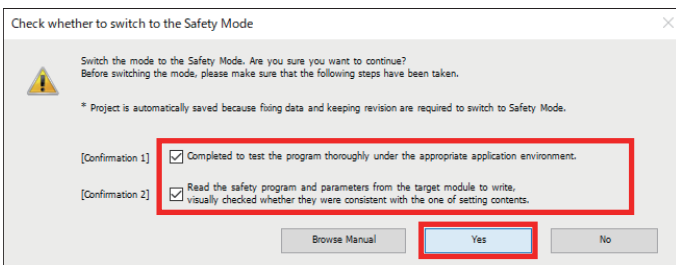 Check whether to switch to the Safety Mode
Switch the mode to the Safety Mode. Are you sure you want to continue?
Before switching the mode, please make sure that the following steps have been taken.
* Project is automatically saved because fixing data and keeping revision are required to switch to Safety Mode.
[Confirmation 1] Completed to test the program thoroughly under the appropriate application environment.
[Confirmation 2] Read the safety program and parameters from the target module to write,
visually checked whether they were consistent with the one of setting contents.
Browse Manual Yes No